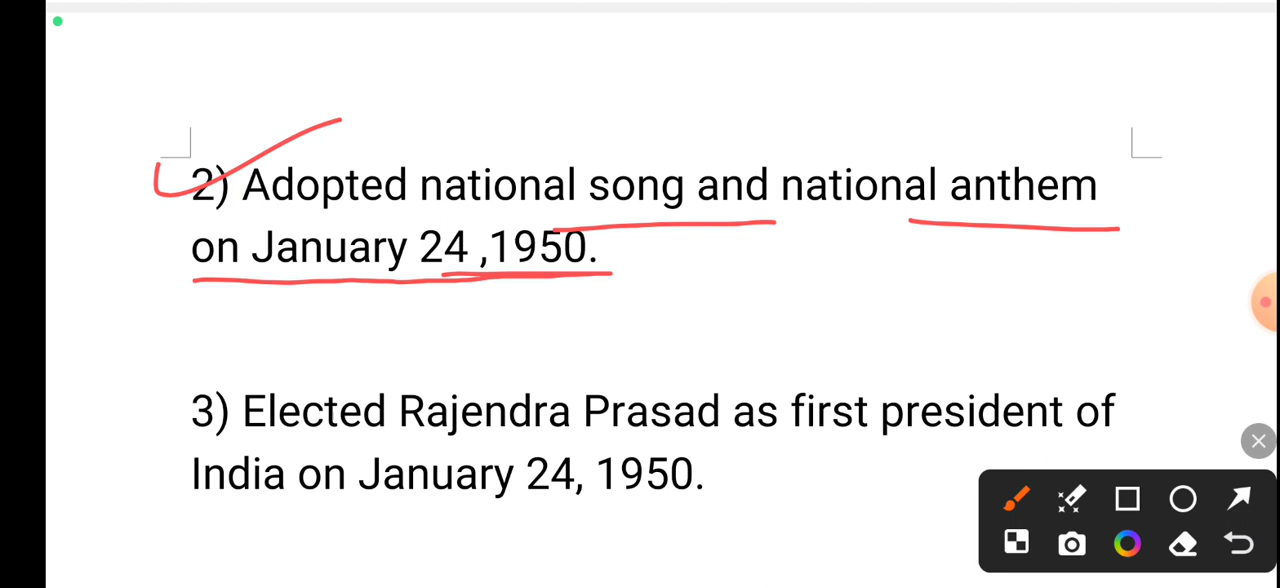 2) Adopted national song and national anthem
on January 24 ,1950.
3) Elected Rajendra Prasad as first president of
India on January 24, 1950.